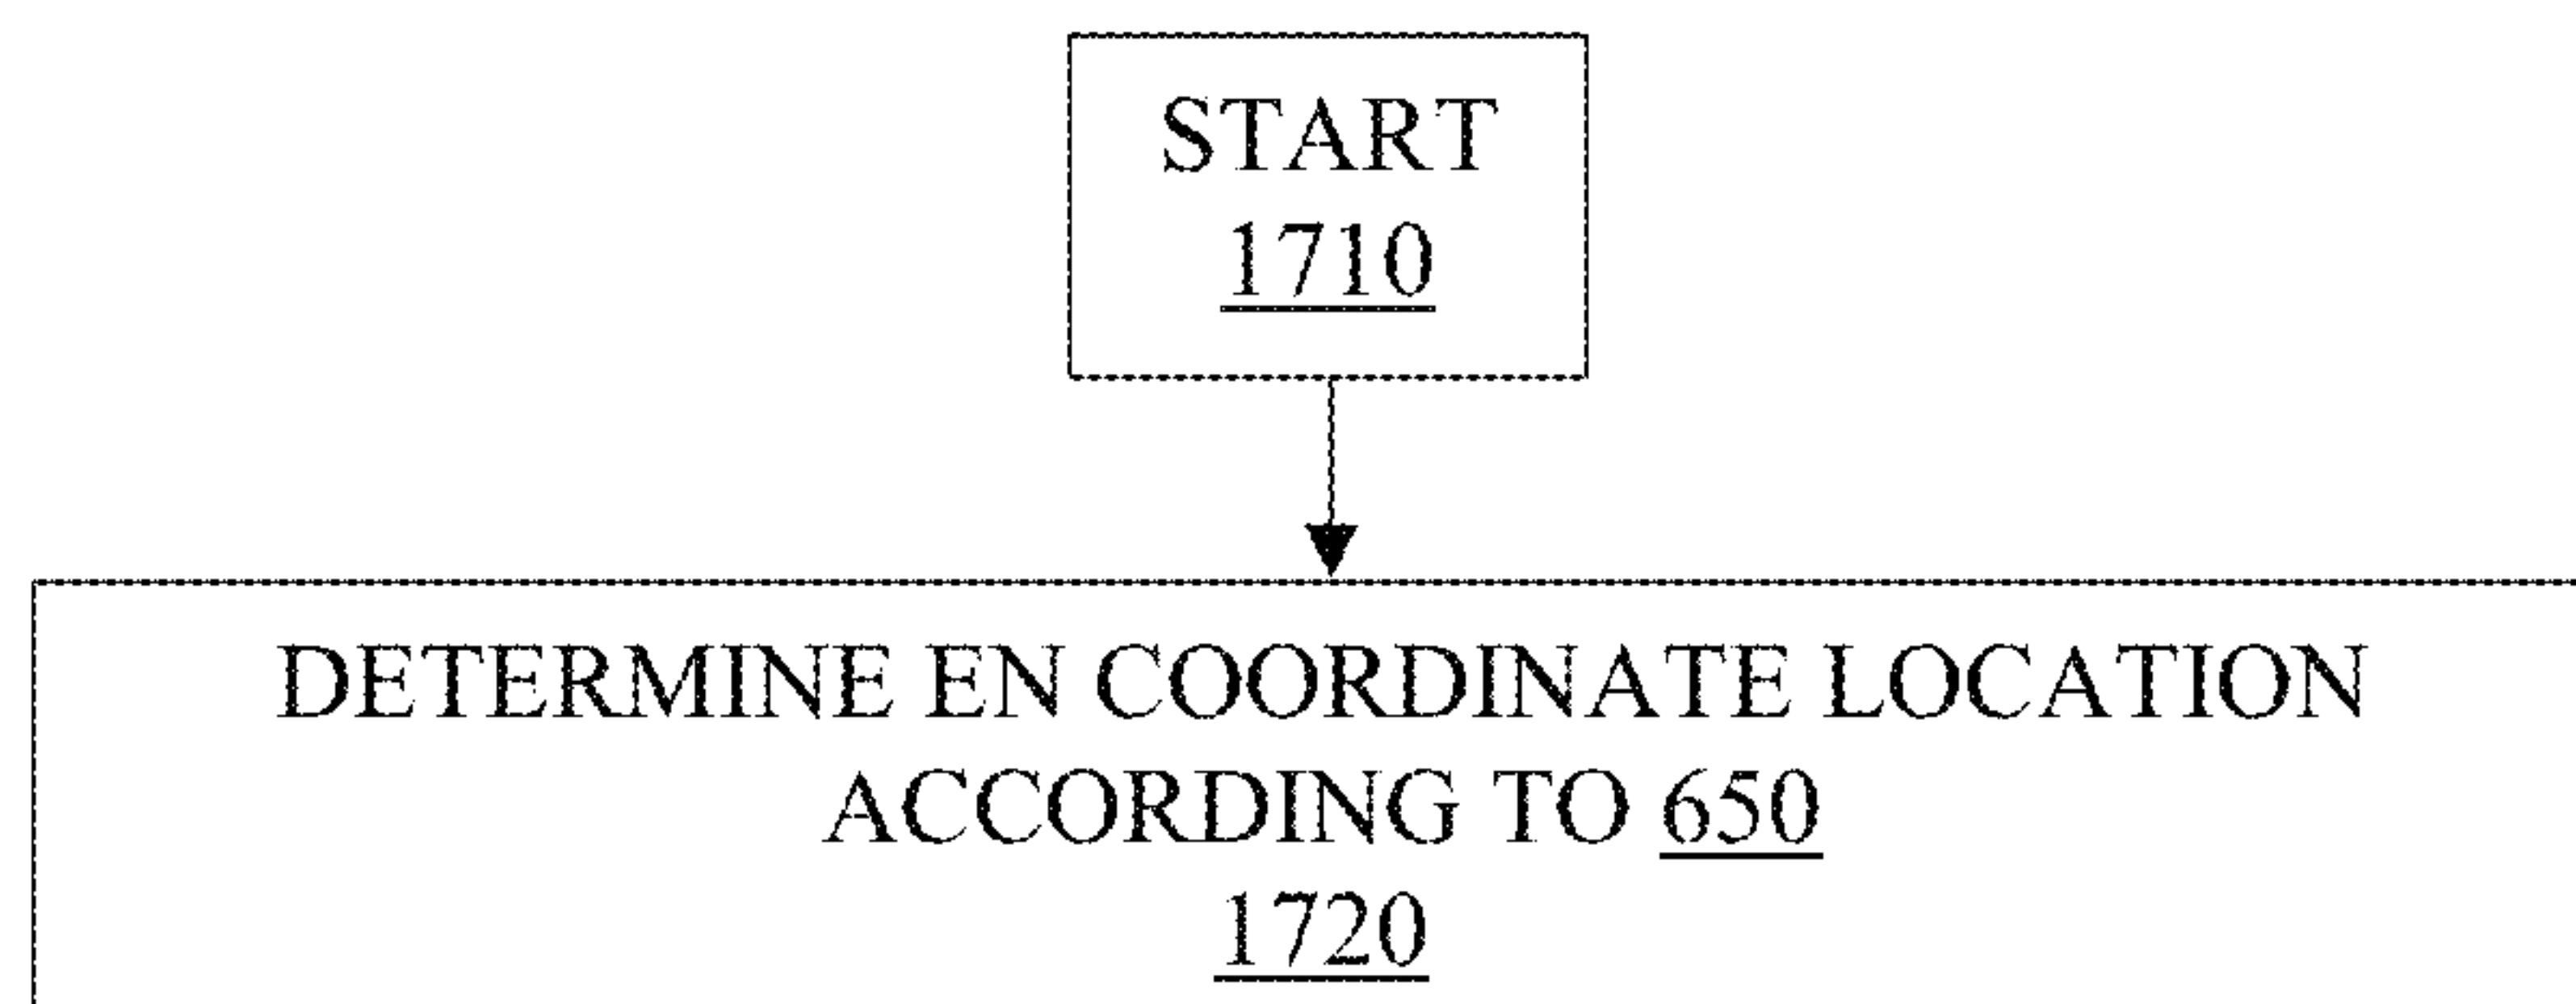 START
1710
DETERMINE EN COORDINATE LOCATION
ACCORDING TO 650
1720